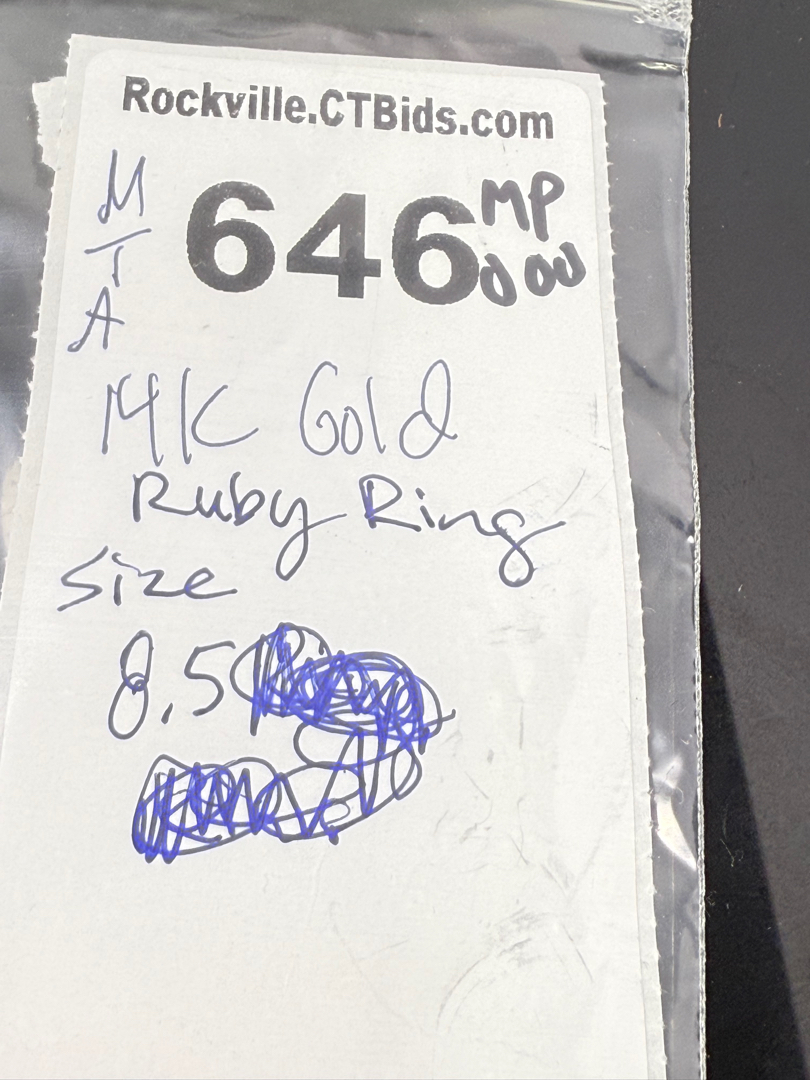 Rockville.CTBids.com
M
T
A
646
MP
000
14K Gold
Ruby Ring
Size
8.5